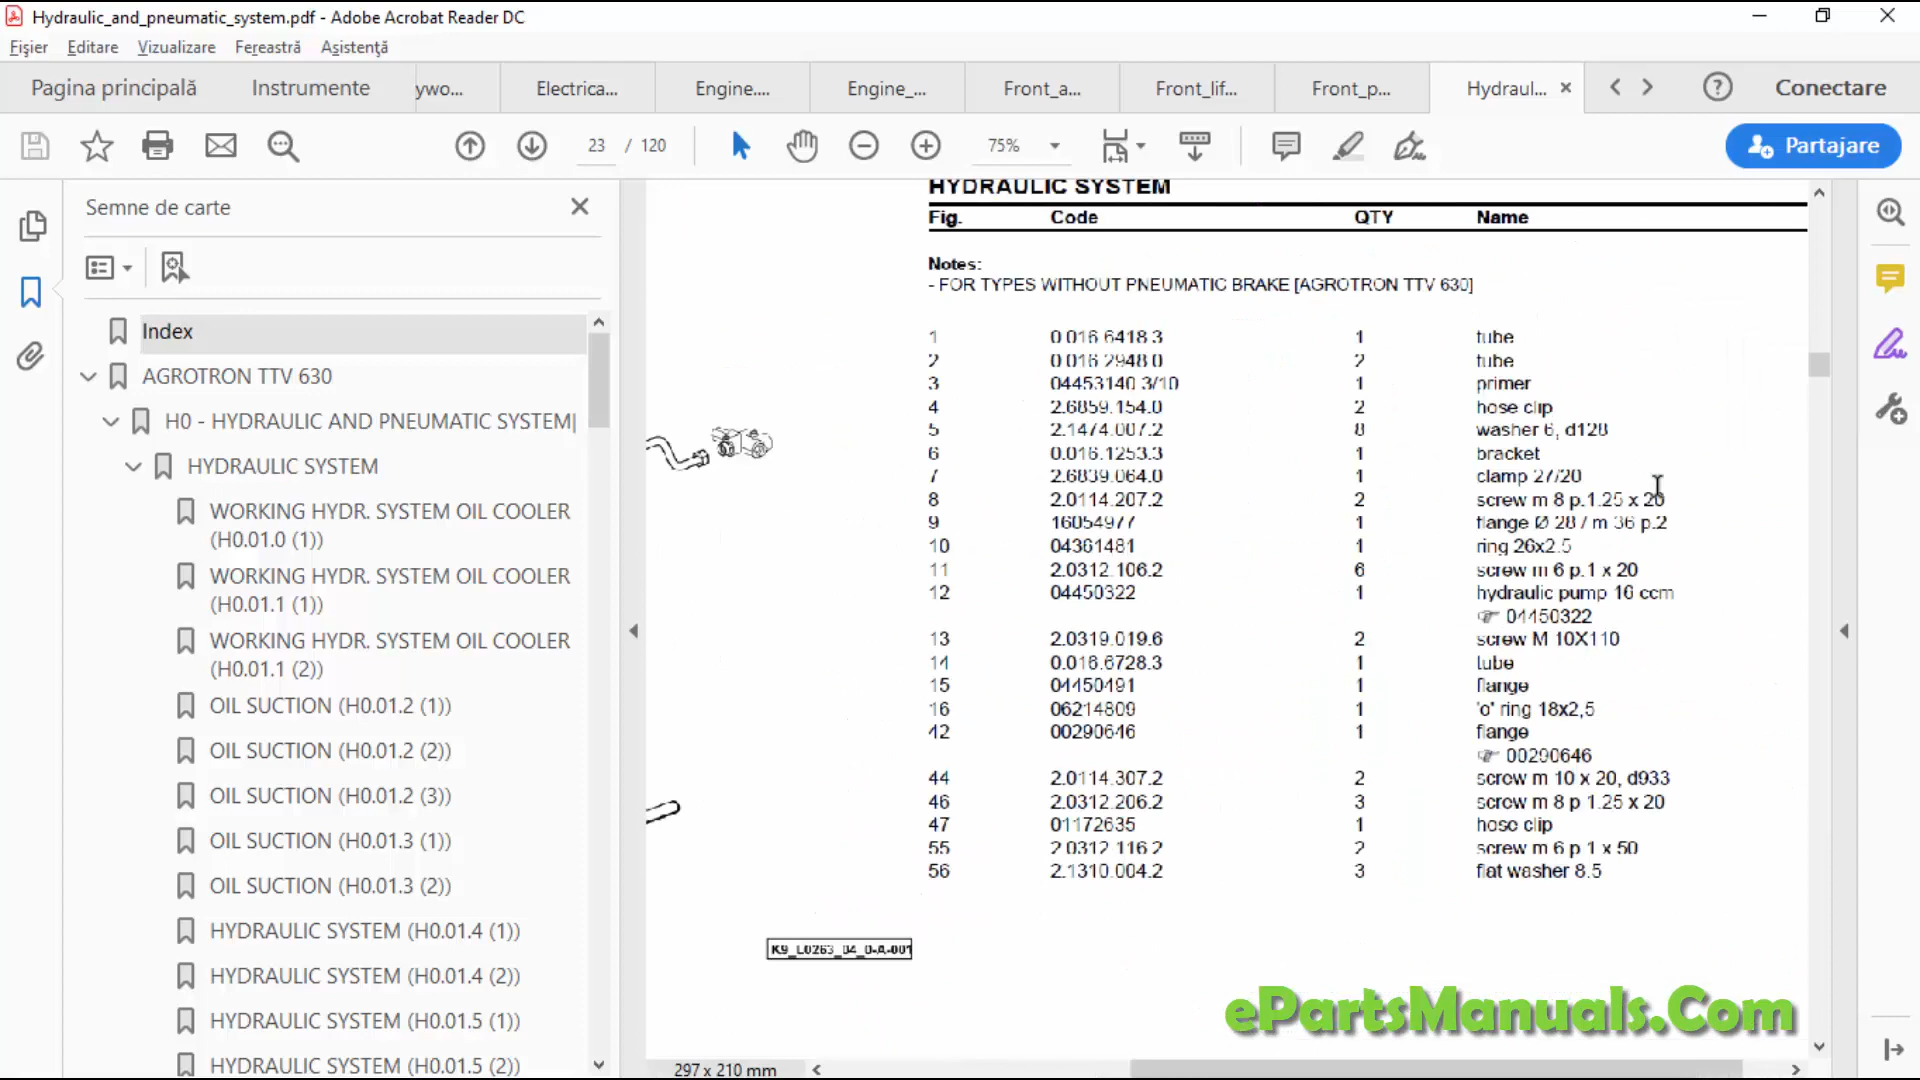 Hydraulic_and_pneumatic_system.pdf - Adobe Acrobat Reader DC
Fișier Editare Vizualizare Fereastră Asistență
Pagina principală Instrumente ywo... Electrica... Engine.... Engine_... Front_a... Front_lif... Front_p... Hydraul... Conectare
23 / 120 75% Partajare
Semne de carte
Index
AGROTRON TTV 630
H0 - HYDRAULIC AND PNEUMATIC SYSTEM
HYDRAULIC SYSTEM
WORKING HYDR. SYSTEM OIL COOLER
(H0.01.0 (1))
WORKING HYDR. SYSTEM OIL COOLER
(H0.01.1 (1))
WORKING HYDR. SYSTEM OIL COOLER
(H0.01.1 (2))
OIL SUCTION (H0.01.2 (1))
OIL SUCTION (H0.01.2 (2))
OIL SUCTION (H0.01.2 (3))
OIL SUCTION (H0.01.3 (1))
OIL SUCTION (H0.01.3 (2))
HYDRAULIC SYSTEM (H0.01.4 (1))
HYDRAULIC SYSTEM (H0.01.4 (2))
HYDRAULIC SYSTEM (H0.01.5 (1))
HYDRAULIC SYSTEM (H0.01.5 (2))
HYDRAULIC SYSTEM
Fig. Code QTY Name
Notes:
- FOR TYPES WITHOUT PNEUMATIC BRAKE [AGROTRON TTV 630]
1 0.016.6418.3 1 tube
2 0.016.2948.0 2 tube
3 04453140 3/10 1 primer
4 2.6859.154.0 2 hose clip
5 2.1474.007.2 8 washer 6, d128
6 0.016.1253.3 1 bracket
7 2.6839.064.0 1 clamp 27/20
8 2.0114.207.2 2 screw m 8 p.1.25 x 20
9 16054977 1 flange Ø 28 / m 36 p.2
10 04361481 1 ring 26x2.5
11 2.0312.106.2 6 screw m 6 p.1 x 20
12 04450322 1 hydraulic pump 16 ccm
☞ 04450322
13 2.0319.019.6 2 screw M 10X110
14 0.016.6728.3 1 tube
15 04450491 1 flange
16 06214809 1 'o' ring 18x2,5
42 00290646 1 flange
☞ 00290646
44 2.0114.307.2 2 screw m 10 x 20, d933
46 2.0312.206.2 3 screw m 8 p 1.25 x 20
47 01172635 1 hose clip
55 2.0312.116.2 2 screw m 6 p 1 x 50
56 2.1310.004.2 3 flat washer 8.5
K9_L0263_04_0-A-001
ePartsManuals.Com
297 x 210 mm